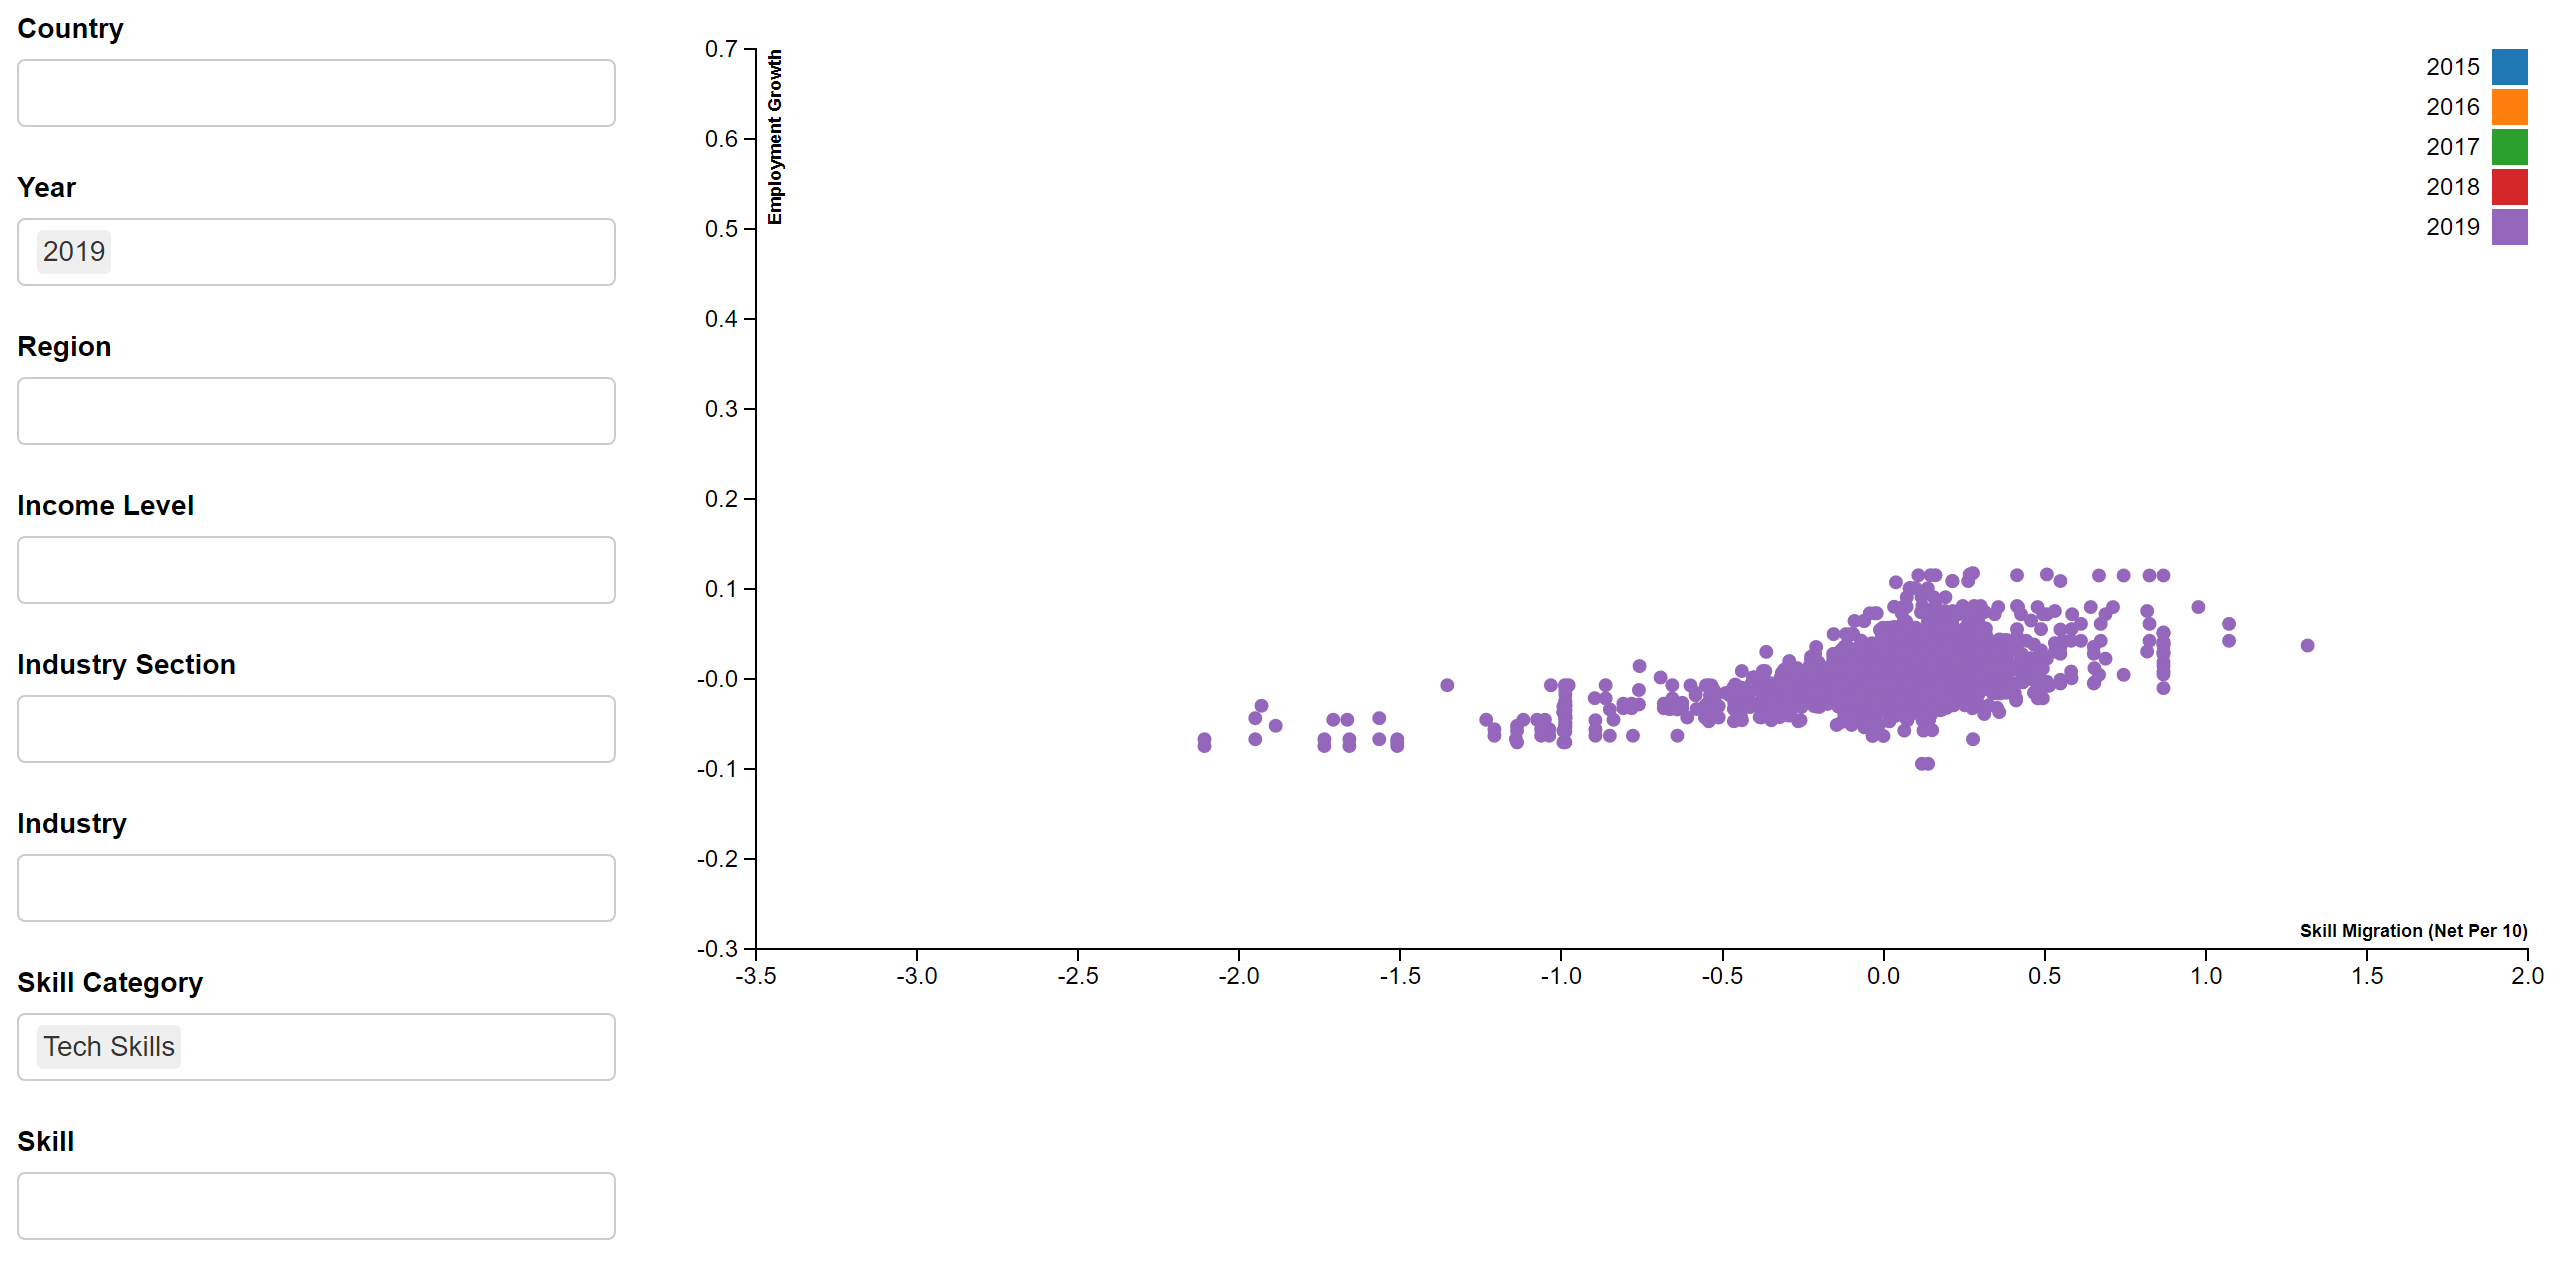 Country
Year
2019
Region
Income Level
Industry Section
Industry
Skill Category
Tech Skills
Skill
Employment Growth
0.7
0.6
0.5
0.4
0.3
0.2
0.1
-0.0
-0.1
-0.2
-0.3
-3.5 -3.0 -2.5 -2.0 -1.5 -1.0 -0.5 0.0 0.5 1.0 1.5 2.0
Skill Migration (Net Per 10)
2015
2016
2017
2018
2019